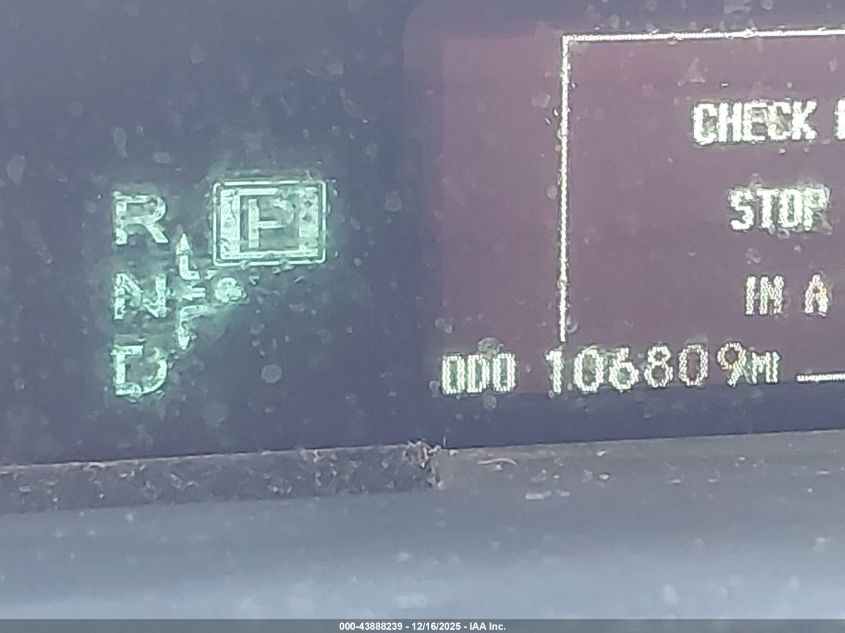 CHECK
STOP
IN A
R
P
N
D
ODO 106809MI
000-43888239 - 12/16/2025 - IAA Inc.